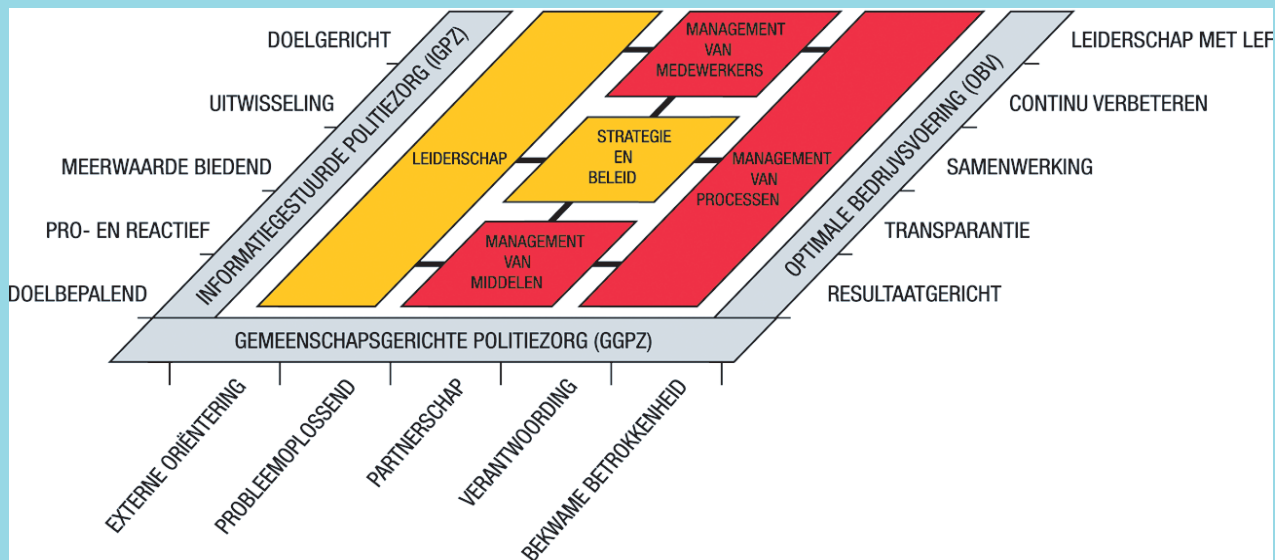 DOELGERICHT
UITWISSELING
MEERWAARDE BIEDEND
PRO- EN REACTIEF
DOELBEPALEND
INFORMATIEGESTUURDE POLITIEZORG (IGPZ)
LEIDERSCHAP
MANAGEMENT
VAN
MEDEWERKERS
STRATEGIE
EN
BELEID
MANAGEMENT
VAN
MIDDELEN
MANAGEMENT
VAN
PROCESSEN
OPTIMALE BEDRIJVSVOERING (OBV)
LEIDERSCHAP MET LEF
CONTINU VERBETEREN
SAMENWERKING
TRANSPARANTIE
RESULTAATGERICHT
GEMEENSCHAPSGERICHTE POLITIEZORG (GGPZ)
EXTERNE ORIËNTERING
PROBLEEMOPLOSSEND
PARTNERSCHAP
VERANTWOORDING
BEKWAME BETROKKENHEID